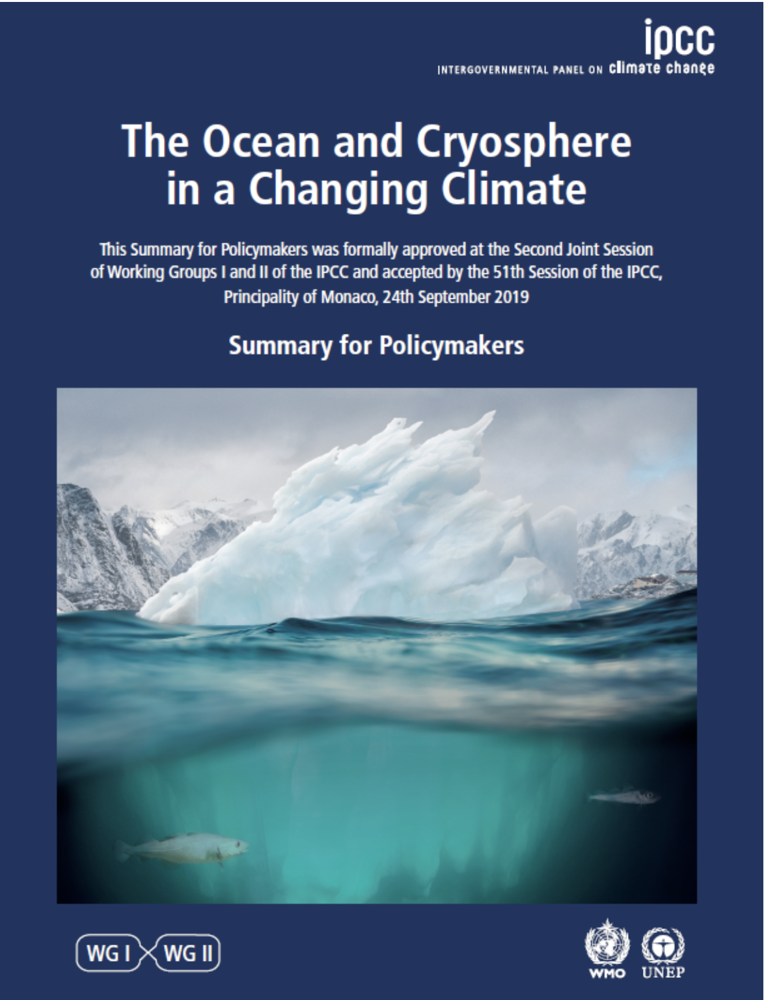 ipcc
INTERGOVERNMENTAL PANEL ON climate change
The Ocean and Cryosphere
in a Changing Climate
This Summary for Policymakers was formally approved at the Second Joint Session
of Working Groups I and II of the IPCC and accepted by the 51th Session of the IPCC,
Principality of Monaco, 24th September 2019
Summary for Policymakers
WG I WG II
WMO UNEP